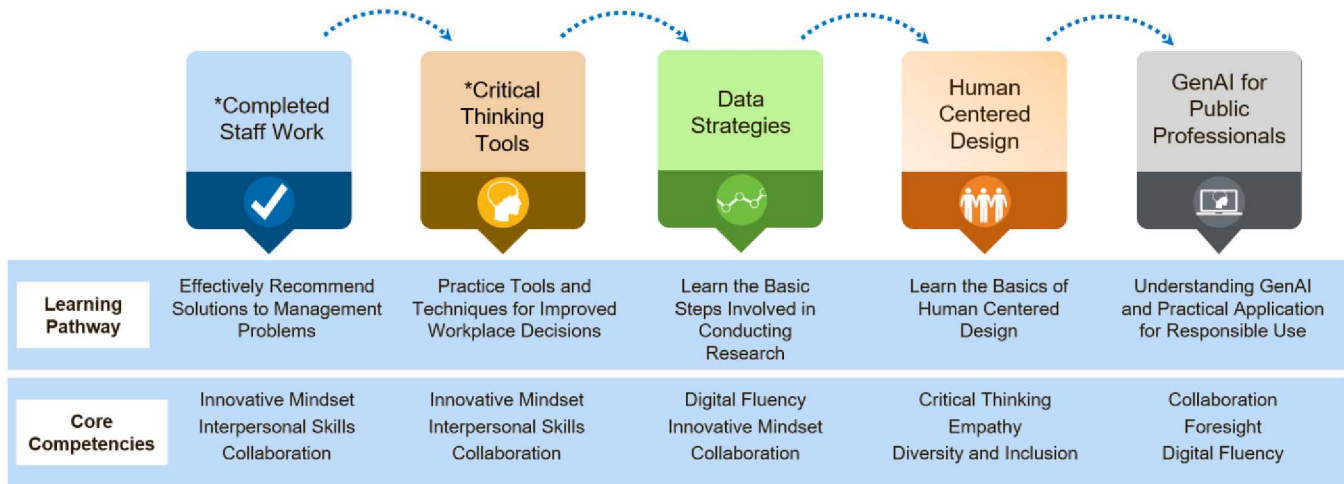 *Completed
Staff Work
*Critical
Thinking
Tools
Data
Strategies
Human
Centered
Design
GenAI for
Public
Professionals
Learning
Pathway
Effectively Recommend
Solutions to Management
Problems
Practice Tools and
Techniques for Improved
Workplace Decisions
Learn the Basic
Steps Involved in
Conducting
Research
Learn the Basics of
Human Centered
Design
Understanding GenAI
and Practical Application
for Responsible Use
Core
Competencies
Innovative Mindset
Interpersonal Skills
Collaboration
Innovative Mindset
Interpersonal Skills
Collaboration
Digital Fluency
Innovative Mindset
Collaboration
Critical Thinking
Empathy
Diversity and Inclusion
Collaboration
Foresight
Digital Fluency